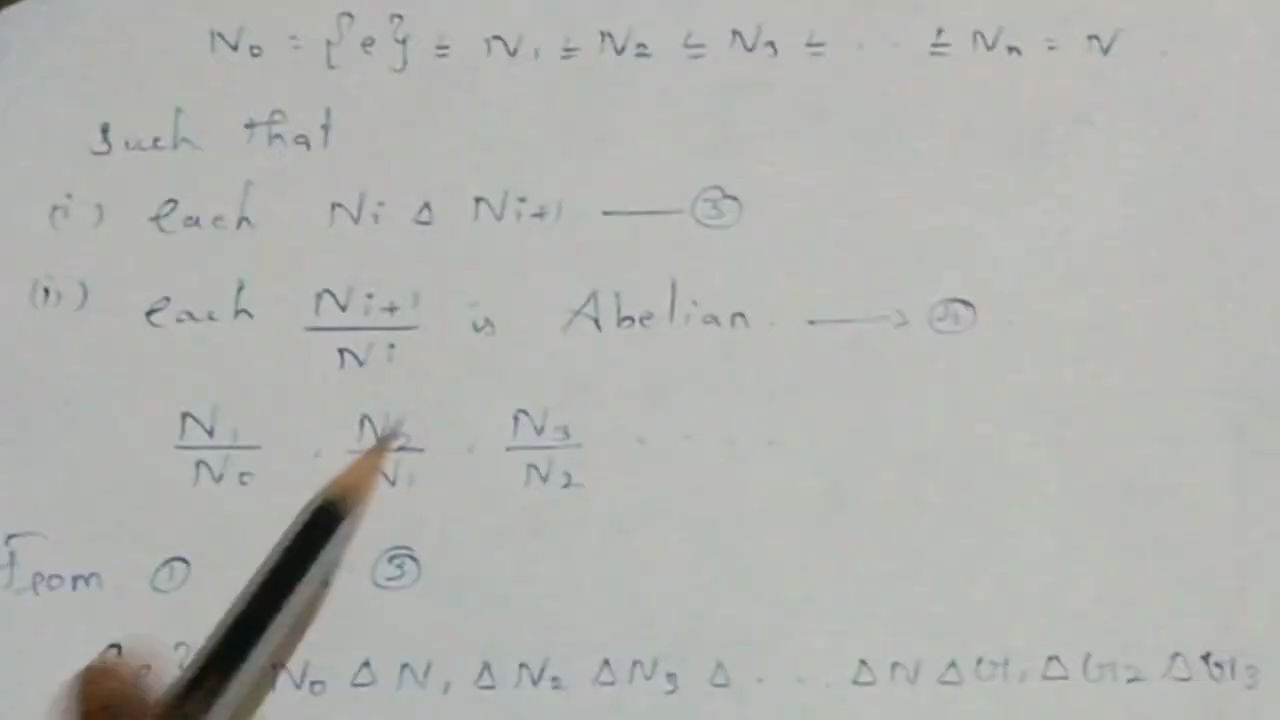 N₀ = {e} ≤ N₁ ≤ N₂ ≤ N₃ ≤ ... ≤ Nₙ = N
Such that
(i) each Ni Δ Ni+1 — ③
(ii) each Ni+1 / Ni is Abelian. → ④
N₁ / N₀ . N₂ / N₁ . N₃ / N₂ .....
From ① ③
N₀ Δ N₁ Δ N₂ Δ N₃ Δ ... Δ N Δ G₁ Δ G₂ Δ G₃